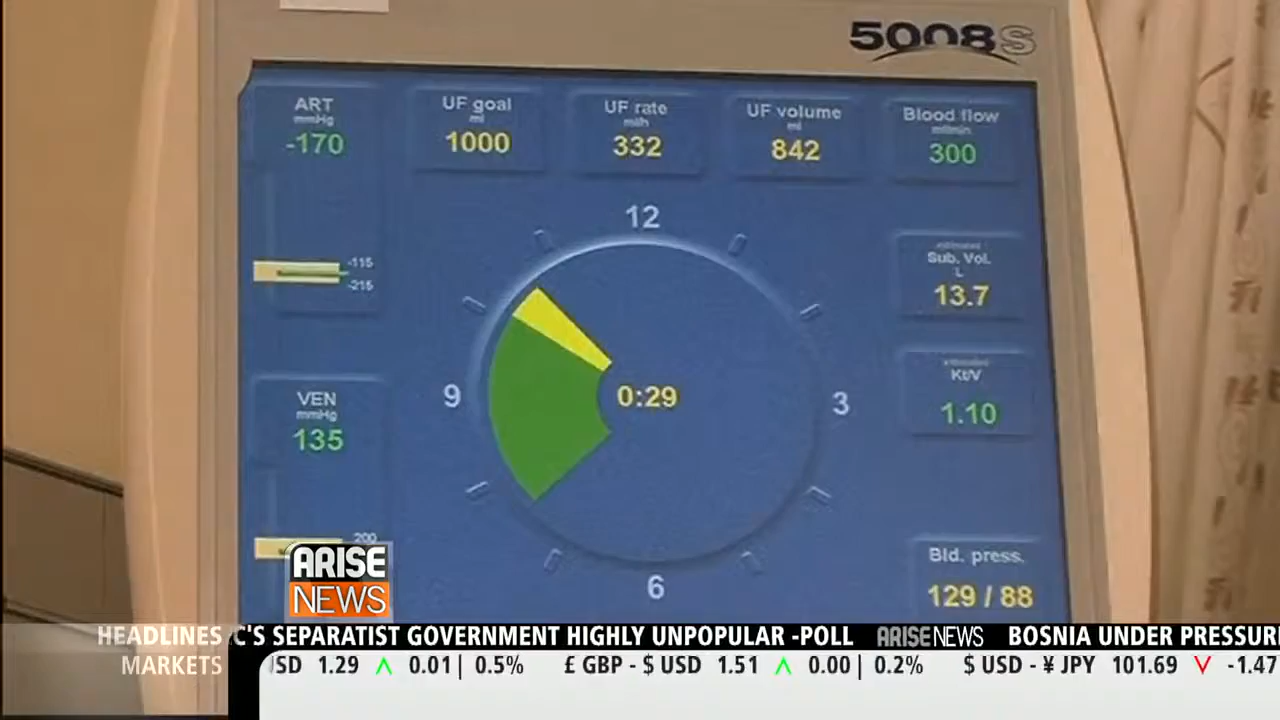 5008S
ART
mmHg
-170
UF goal
ml
1000
UF rate
ml/h
332
UF volume
ml
842
Blood flow
ml/min
300
12
-115
-215
estimated
Sub. Vol.
L
13.7
9
0:29
3
estimated
Kt/V
1.10
VEN
mmHg
135
200
6
Bld. press.
129 / 88
ARISE
NEWS
HEADLINES
C'S SEPARATIST GOVERNMENT HIGHLY UNPOPULAR -POLL ARISE NEWS BOSNIA UNDER PRESSUR
MARKETS
SD 1.29 0.01 | 0.5% £ GBP - $ USD 1.51 0.00 | 0.2% $ USD - ¥ JPY 101.69 -1.47